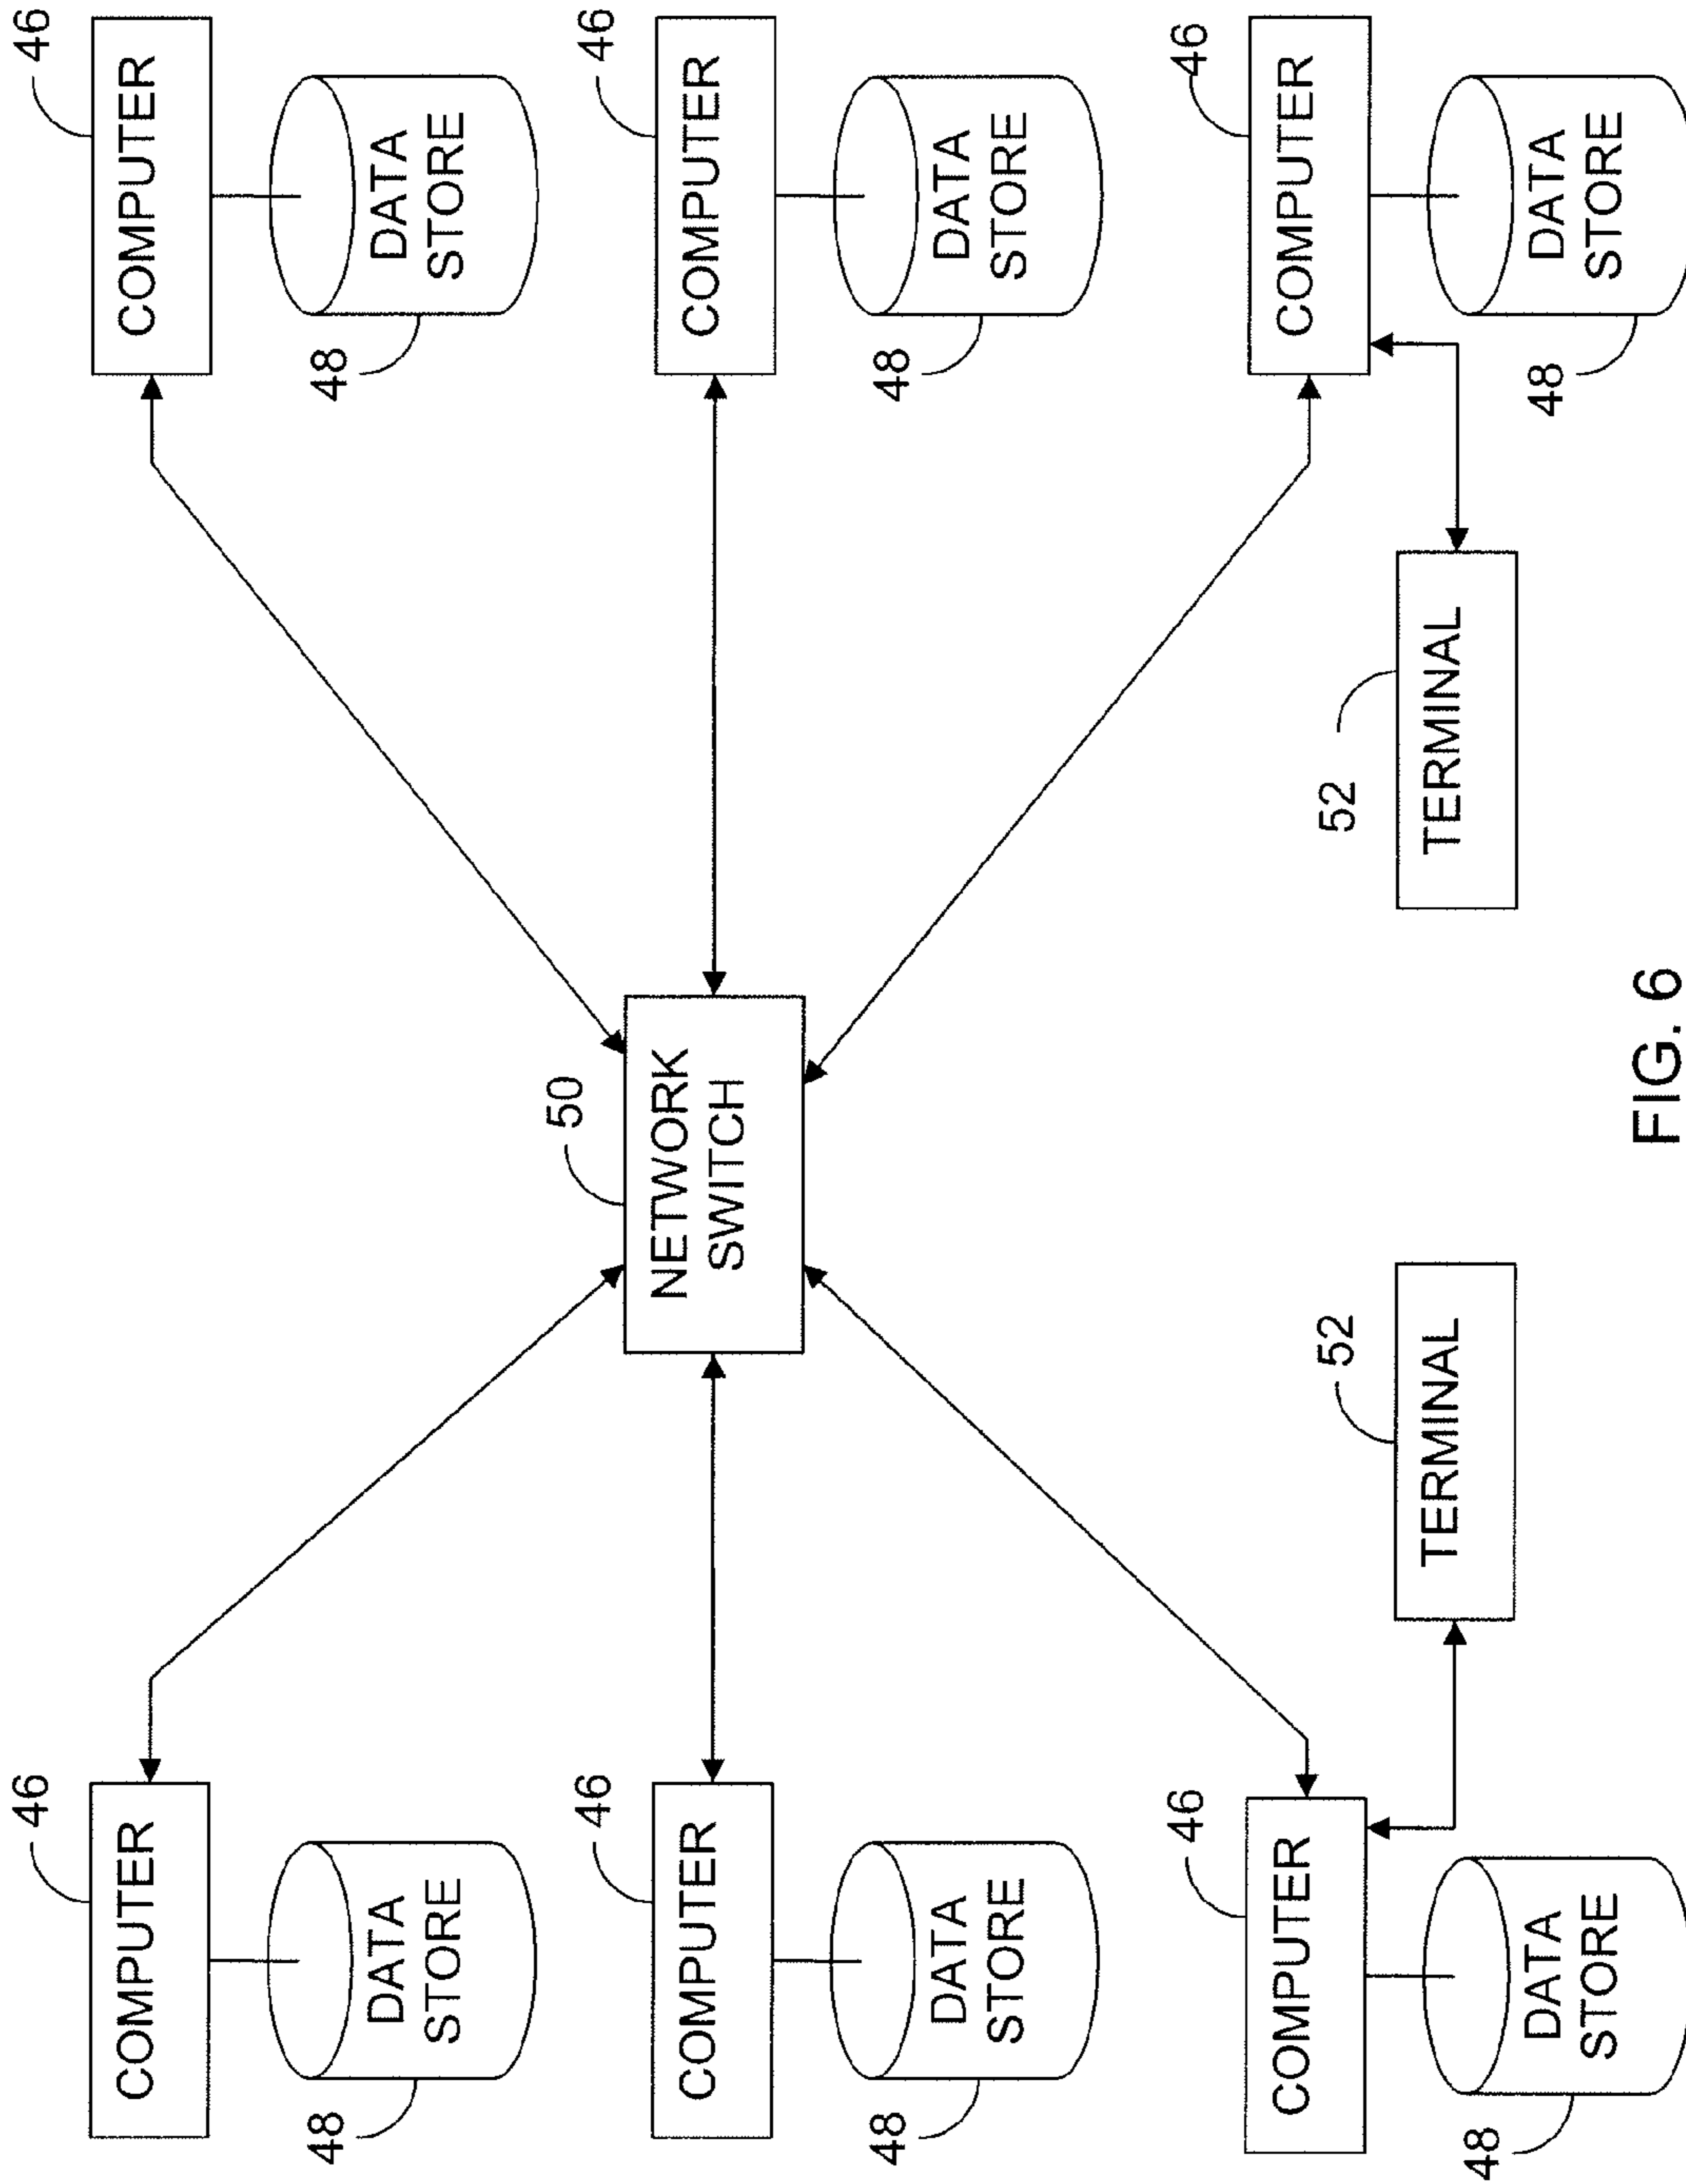 46
COMPUTER
48
DATA
STORE
46
COMPUTER
48
DATA
STORE
46
COMPUTER
48
DATA
STORE
52
TERMINAL
50
NETWORK
SWITCH
46
COMPUTER
48
DATA
STORE
46
COMPUTER
48
DATA
STORE
46
COMPUTER
48
DATA
STORE
52
TERMINAL
FIG. 6